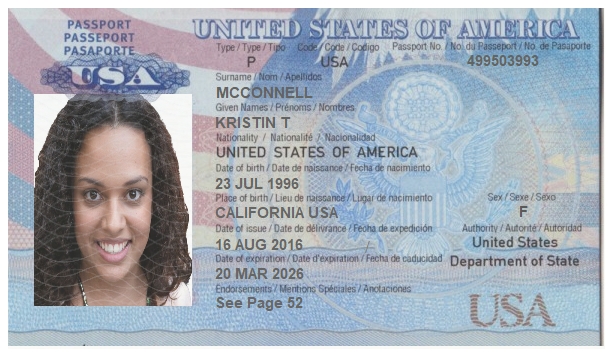 PASSPORT
PASSEPORT
PASAPORTE
USA
UNITED STATES OF AMERICA
Type / Type / Tipo Code / Code / Codigo Passport No. / No. du Passeport / No. de Pasaporte
P USA 499503993
Surname / Nom / Apellidos
MCCONNELL
Given Names / Prénoms / Nombres
KRISTIN T
Nationality / Nationalité / Nacionalidad
UNITED STATES OF AMERICA
Date of birth / Date de naissance / Fecha de nacimiento
23 JUL 1996
Place of birth / Lieu de naissance / Lugar de nacimiento Sex / Sexe / Sexo
CALIFORNIA USA F
Date of issue / Date de délivrance / Fecha de expedición Authority / Autorité / Autoridad
16 AUG 2016 United States
Date of expiration / Date d'expiration / Fecha de caducidad Department of State
20 MAR 2026
Endorsements / Mentions Spéciales / Anotaciones
See Page 52
USA